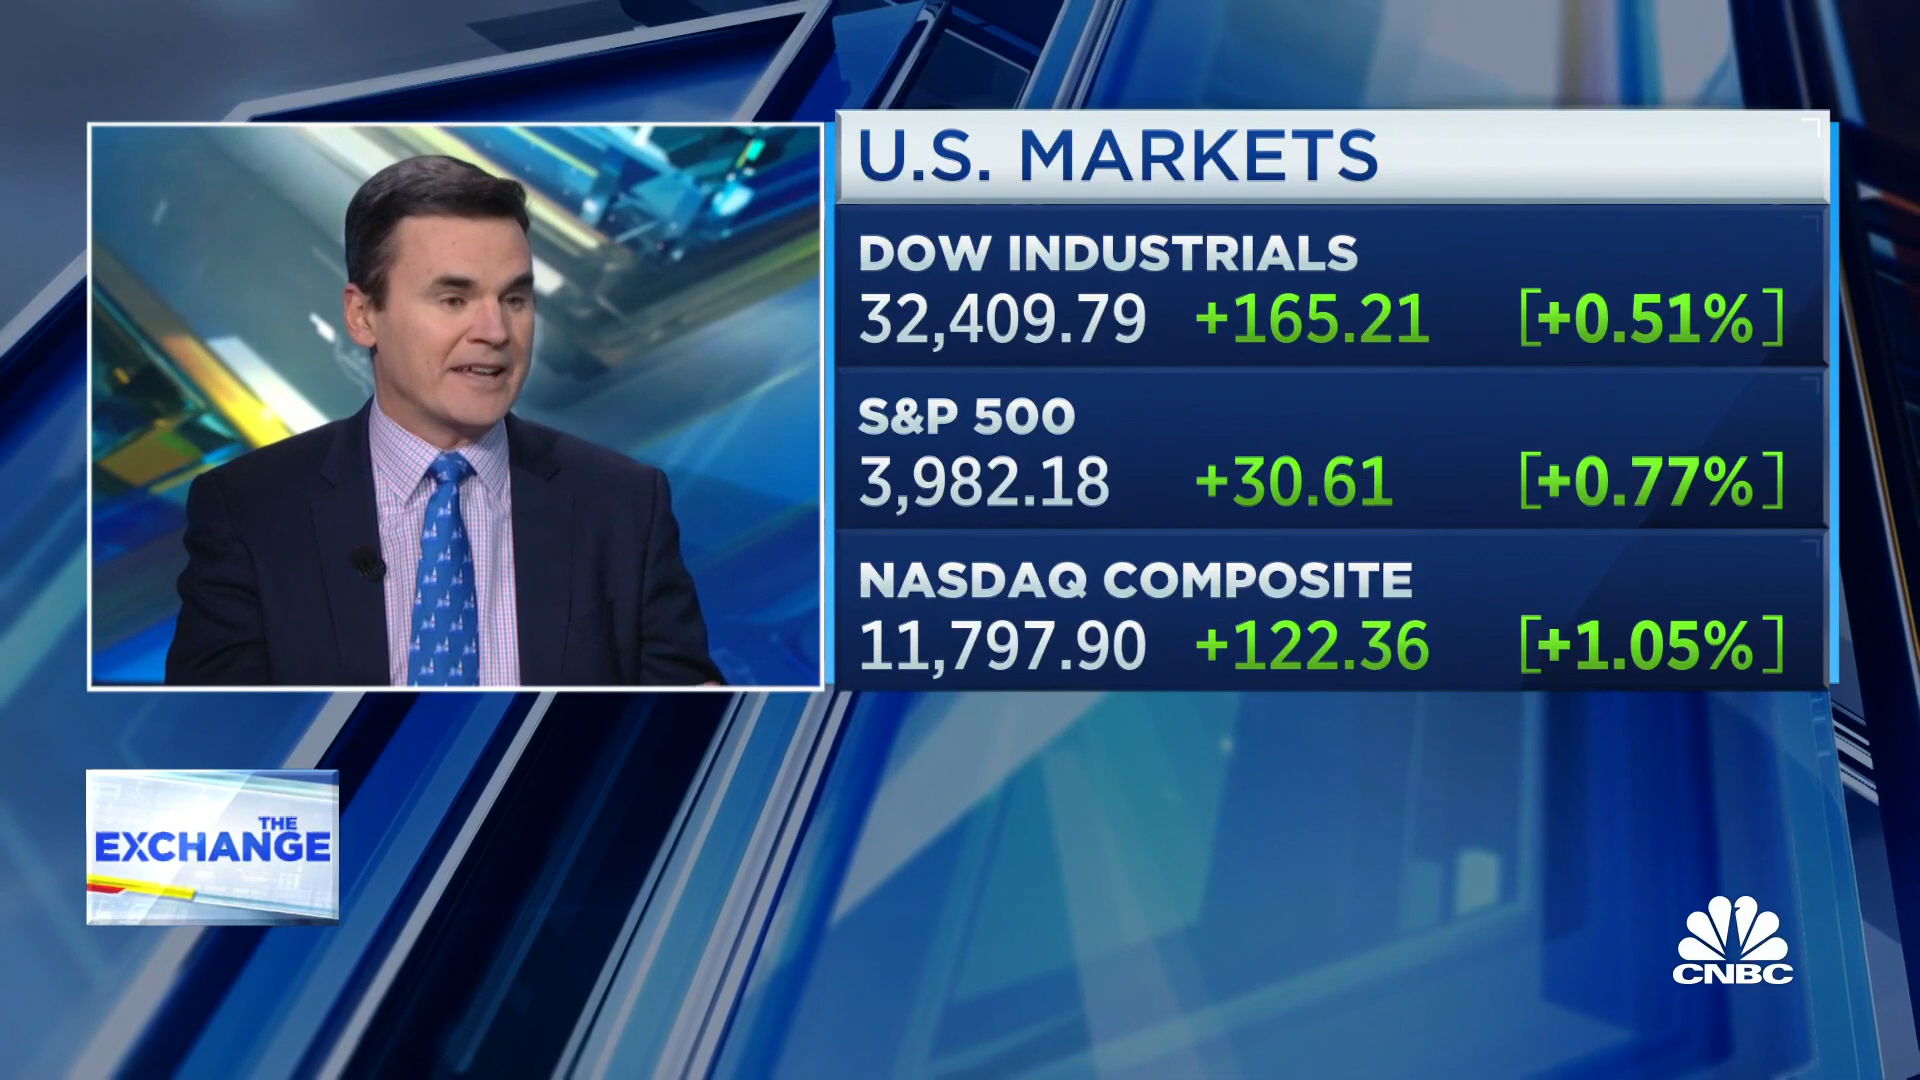 U.S. MARKETS
DOW INDUSTRIALS
32,409.79 +165.21 [+0.51%]
S&P 500
3,982.18 +30.61 [+0.77%]
NASDAQ COMPOSITE
11,797.90 +122.36 [+1.05%]
THE
EXCHANGE
CNBC